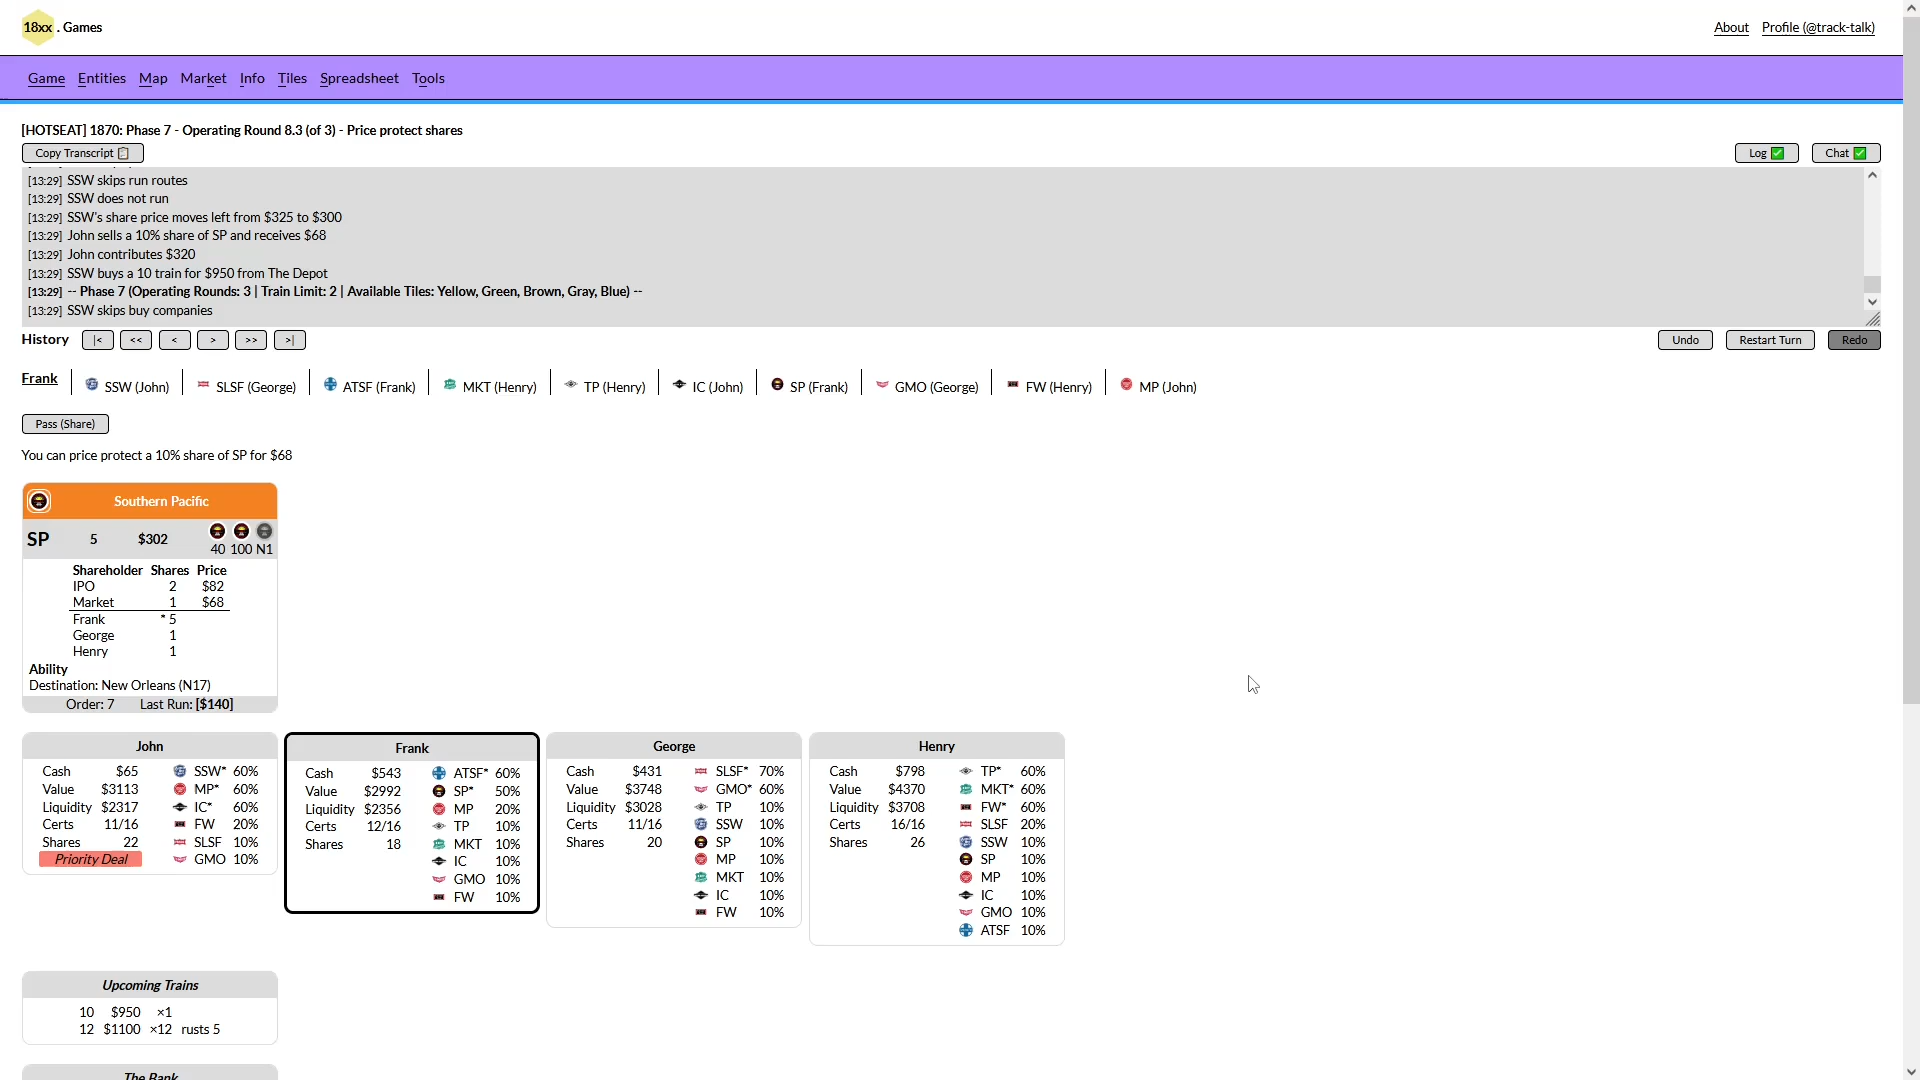 18xx . Games
About Profile (@track-talk)
Game Entities Map Market Info Tiles Spreadsheet Tools
[HOTSEAT] 1870: Phase 7 - Operating Round 8.3 (of 3) - Price protect shares
Copy Transcript
Log Chat
[13:29] SSW skips run routes
[13:29] SSW does not run
[13:29] SSW's share price moves left from $325 to $300
[13:29] John sells a 10% share of SP and receives $68
[13:29] John contributes $320
[13:29] SSW buys a 10 train for $950 from The Depot
[13:29] -- Phase 7 (Operating Rounds: 3 | Train Limit: 2 | Available Tiles: Yellow, Green, Brown, Gray, Blue) --
[13:29] SSW skips buy companies
History |< << < > >> >| Undo Restart Turn Redo
Frank SSW (John) SLSF (George) ATSF (Frank) MKT (Henry) TP (Henry) IC (John) SP (Frank) GMO (George) FW (Henry) MP (John)
Pass (Share)
You can price protect a 10% share of SP for $68
Southern Pacific
SP 5 $302
40 100 N1
Shareholder Shares Price
IPO 2 $82
Market 1 $68
Frank * 5
George 1
Henry 1
Ability
Destination: New Orleans (N17)
Order: 7 Last Run: [$140]
John
Cash $65 SSW* 60%
Value $3113 MP* 60%
Liquidity $2317 IC* 60%
Certs 11/16 FW 20%
Shares 22 SLSF 10%
Priority Deal GMO 10%
Frank
Cash $543 ATSF* 60%
Value $2992 SP* 50%
Liquidity $2356 MP 20%
Certs 12/16 TP 10%
Shares 18 MKT 10%
IC 10%
GMO 10%
FW 10%
George
Cash $431 SLSF* 70%
Value $3748 GMO* 60%
Liquidity $3028 TP 10%
Certs 11/16 SSW 10%
Shares 20 SP 10%
MP 10%
MKT 10%
IC 10%
FW 10%
Henry
Cash $798 TP* 60%
Value $4370 MKT* 60%
Liquidity $3708 FW* 60%
Certs 16/16 SLSF 20%
Shares 26 SSW 10%
SP 10%
MP 10%
IC 10%
GMO 10%
ATSF 10%
Upcoming Trains
10 $950 ×1
12 $1100 ×12 rusts 5
The Bank